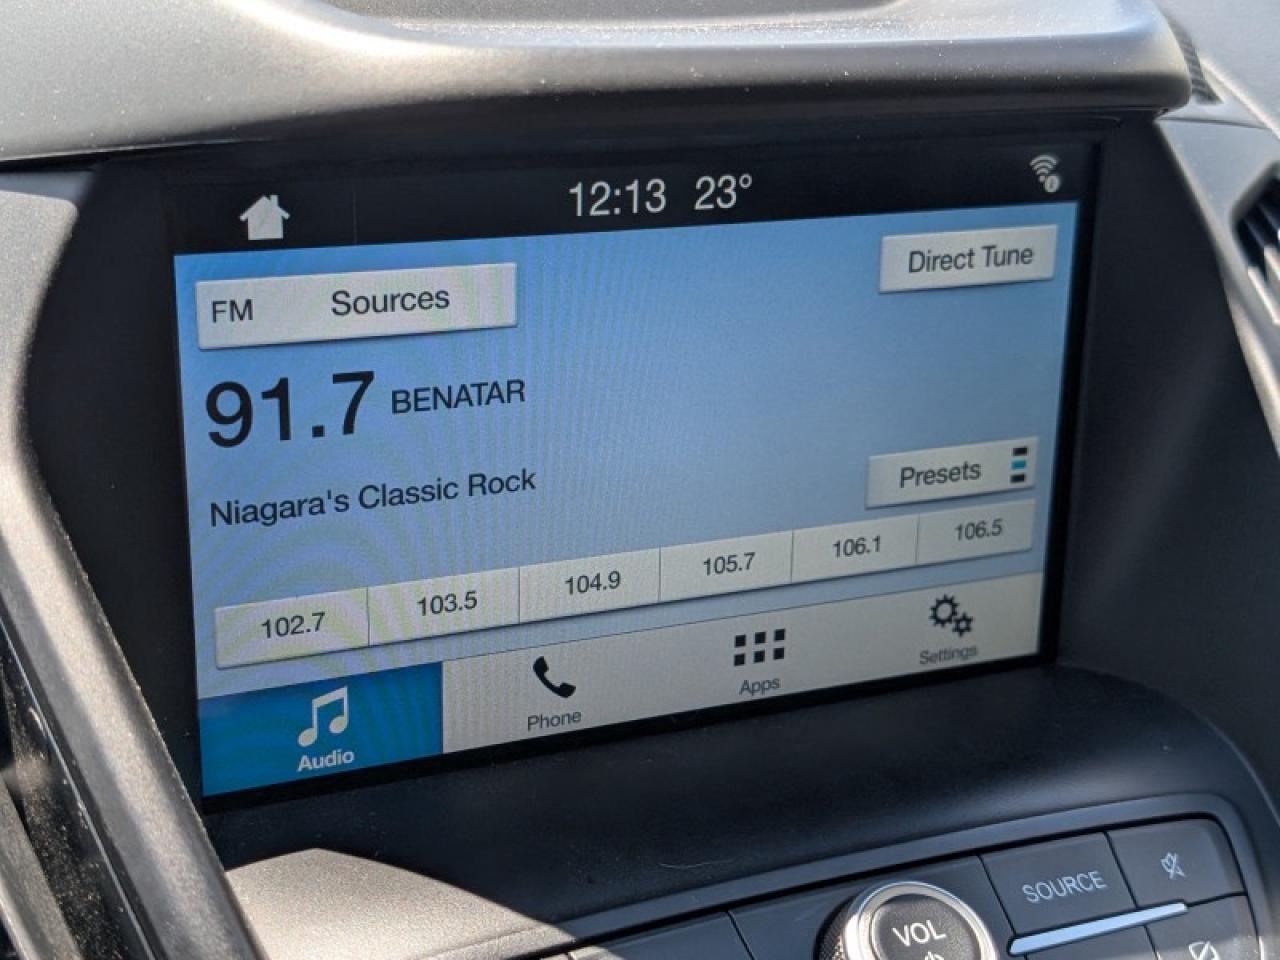 12:13 23°
FM Sources
Direct Tune
91.7 BENATAR
Niagara's Classic Rock
Presets
102.7 103.5 104.9 105.7 106.1 106.5
Audio Phone Apps Settings
SOURCE
VOL